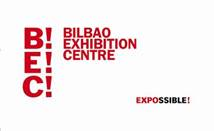 B! BILBAO
E! EXHIBITION
C! CENTRE
EXPOSSIBLE!